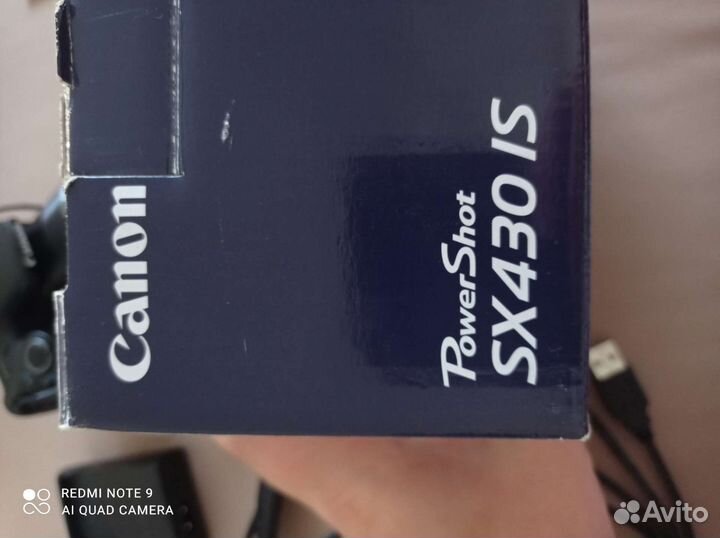 Canon
PowerShot
SX430 IS
REDMI NOTE 9
AI QUAD CAMERA
Avito